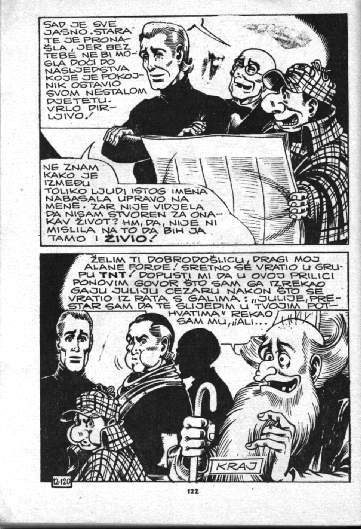 SAD JE SVE
JASNO. STARA
TE JE PRONA-
ŠLA, JER BEZ
TEBE NE BI MO-
GLA DOĆI DO
NASLJEDSTVA
KOJE JE POKOJ-
NIK OSTAVIO
SVOM NESTALOM
DJETETU.
VRLO DIR-
LJIVO!
NE ZNAM
KAKO JE
IZMEĐU
TOLIKO LJUDI ISTOG IMENA
NABASALA UPRAVO NA
MENE. ZAR NIJE VIDJELA
DA NISAM STVOREN ZA ONA-
KAV ŽIVOT? HM, DA, NIJE NI
MISLILA NA TO DA BIH JA
TAMO I ŽIVIO!
ŽELIM TI DOBRODOŠLICU, DRAGI MOJ
ALANE FORDE! SRETNO SE VRATIO U GRU-
PU TNT! DOPUSTI MI DA U OVOJ PRILICI
PONOVIM GOVOR ŠTO SAM GA IZREKAO
GAJU JULIJU CEZARU NAKON ŠTO SE
VRATIO IZ RATA S GALIMA: „JULIJE, PRE-
STAR SAM DA TE SLIJEDIM U TVOJIM POT-
HVATIMA" REKAO
SAM MU, „ALI...
KRAJ
12-120
122